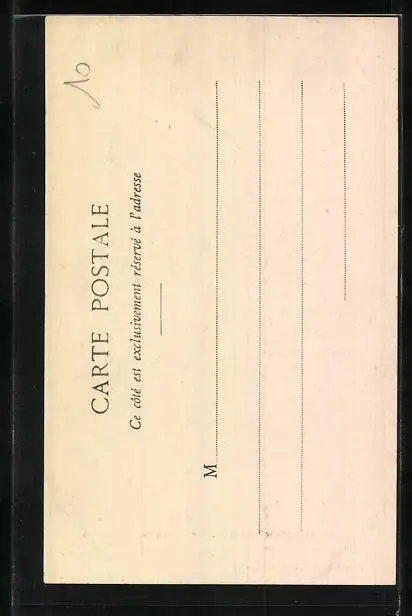 10
CARTE POSTALE
Ce côté est exclusivement réservé à l'adresse
M